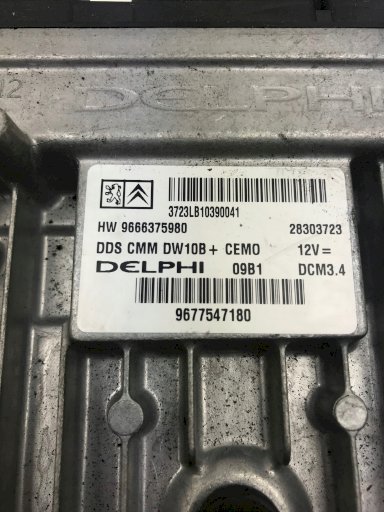 DELPHI
3723LB10390041
HW 9666375980 28303723
DDS CMM DW10B+ CEMO 12V=
DELPHI 09B1 DCM3.4
9677547180